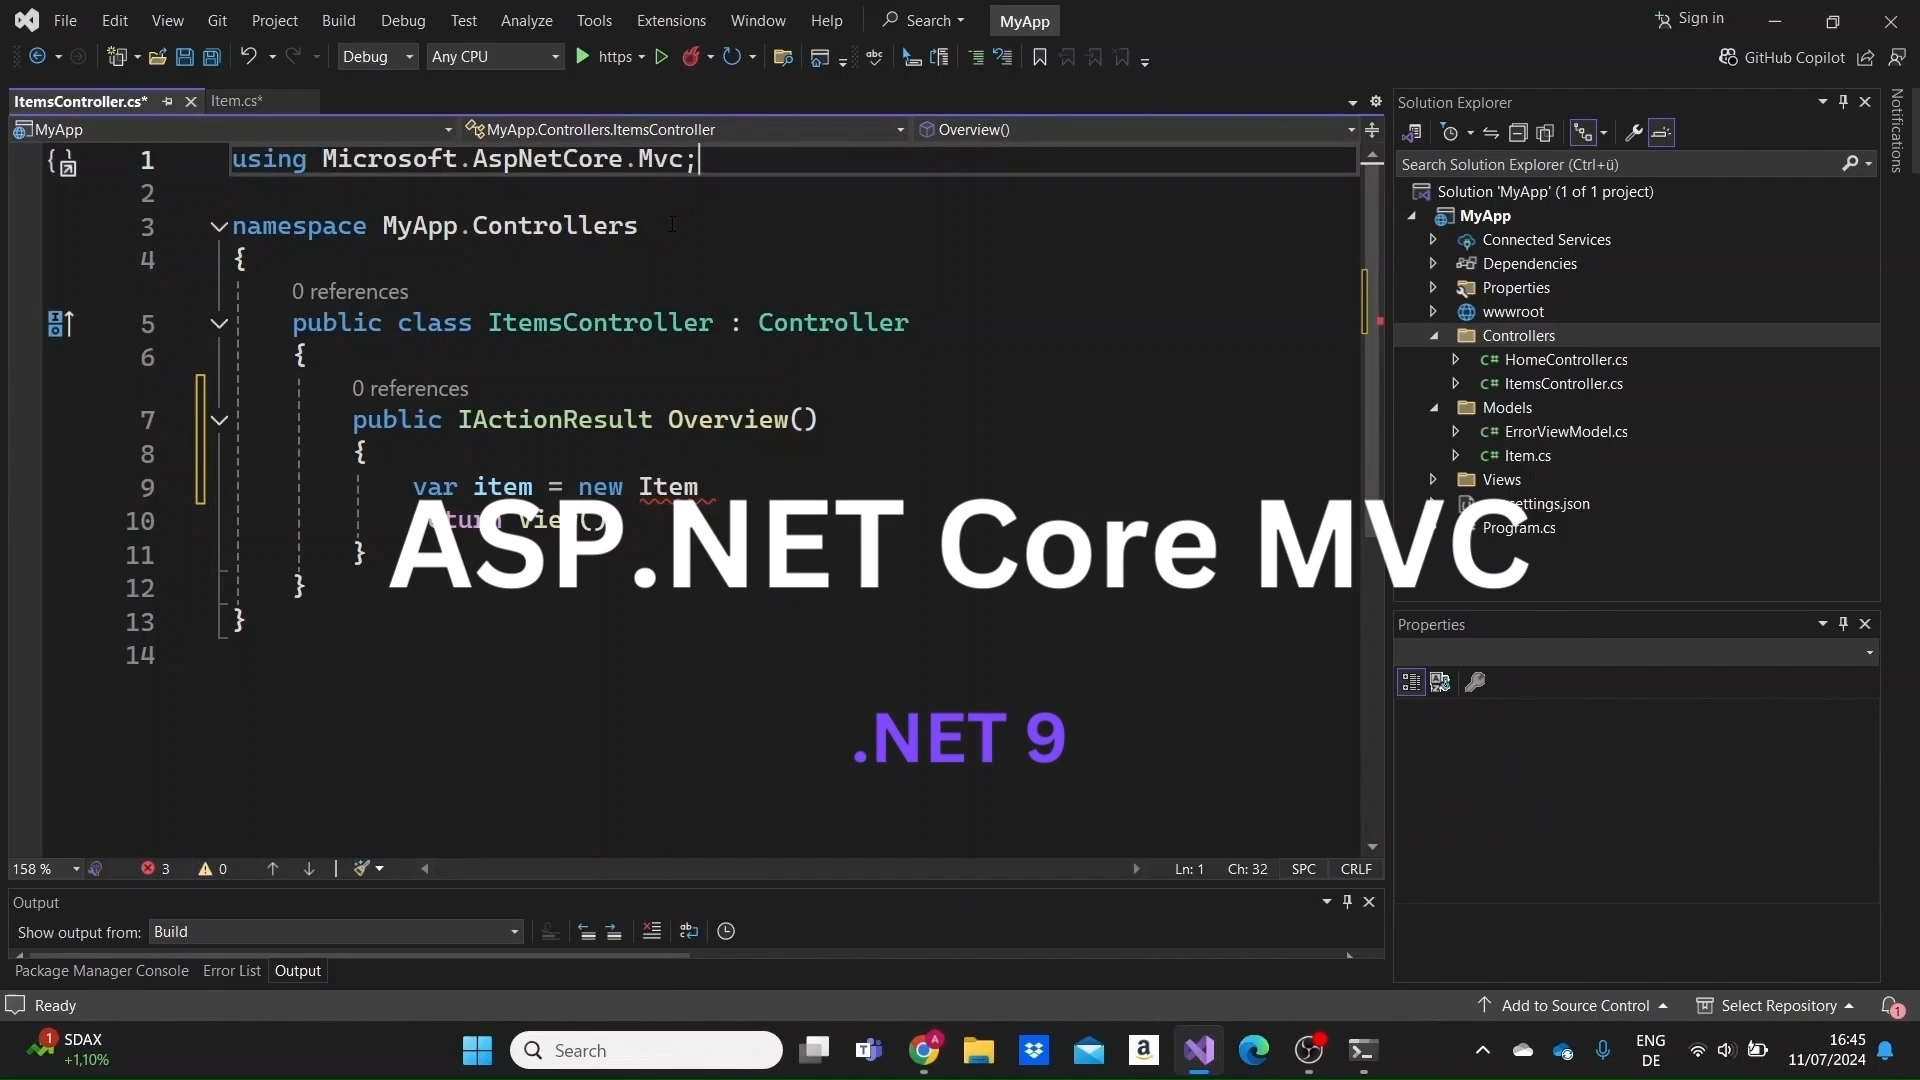 File Edit View Git Project Build Debug Test Analyze Tools Extensions Window Help Search MyApp Sign in
Debug Any CPU https GitHub Copilot
ItemsController.cs* Item.cs*
MyApp MyApp.Controllers.ItemsController Overview()
1 using Microsoft.AspNetCore.Mvc;
2
3 namespace MyApp.Controllers
4 {
0 references
5 public class ItemsController : Controller
6 {
0 references
7 public IActionResult Overview()
8 {
9 var item = new Item
10
11 }
12 }
13 }
14
ASP.NET Core MVC
.NET 9
158 % 3 0 Ln: 1 Ch: 32 SPC CRLF
Output
Show output from: Build
Package Manager Console Error List Output
Solution Explorer
Search Solution Explorer (Ctrl+ü)
Solution 'MyApp' (1 of 1 project)
MyApp
Connected Services
Dependencies
Properties
wwwroot
Controllers
C# HomeController.cs
C# ItemsController.cs
Models
C# ErrorViewModel.cs
C# Item.cs
Views
Program.cs
Properties
Notifications
Ready Add to Source Control Select Repository 1
1 SDAX
+1,10%
Search
ENG
DE
16:45
11/07/2024